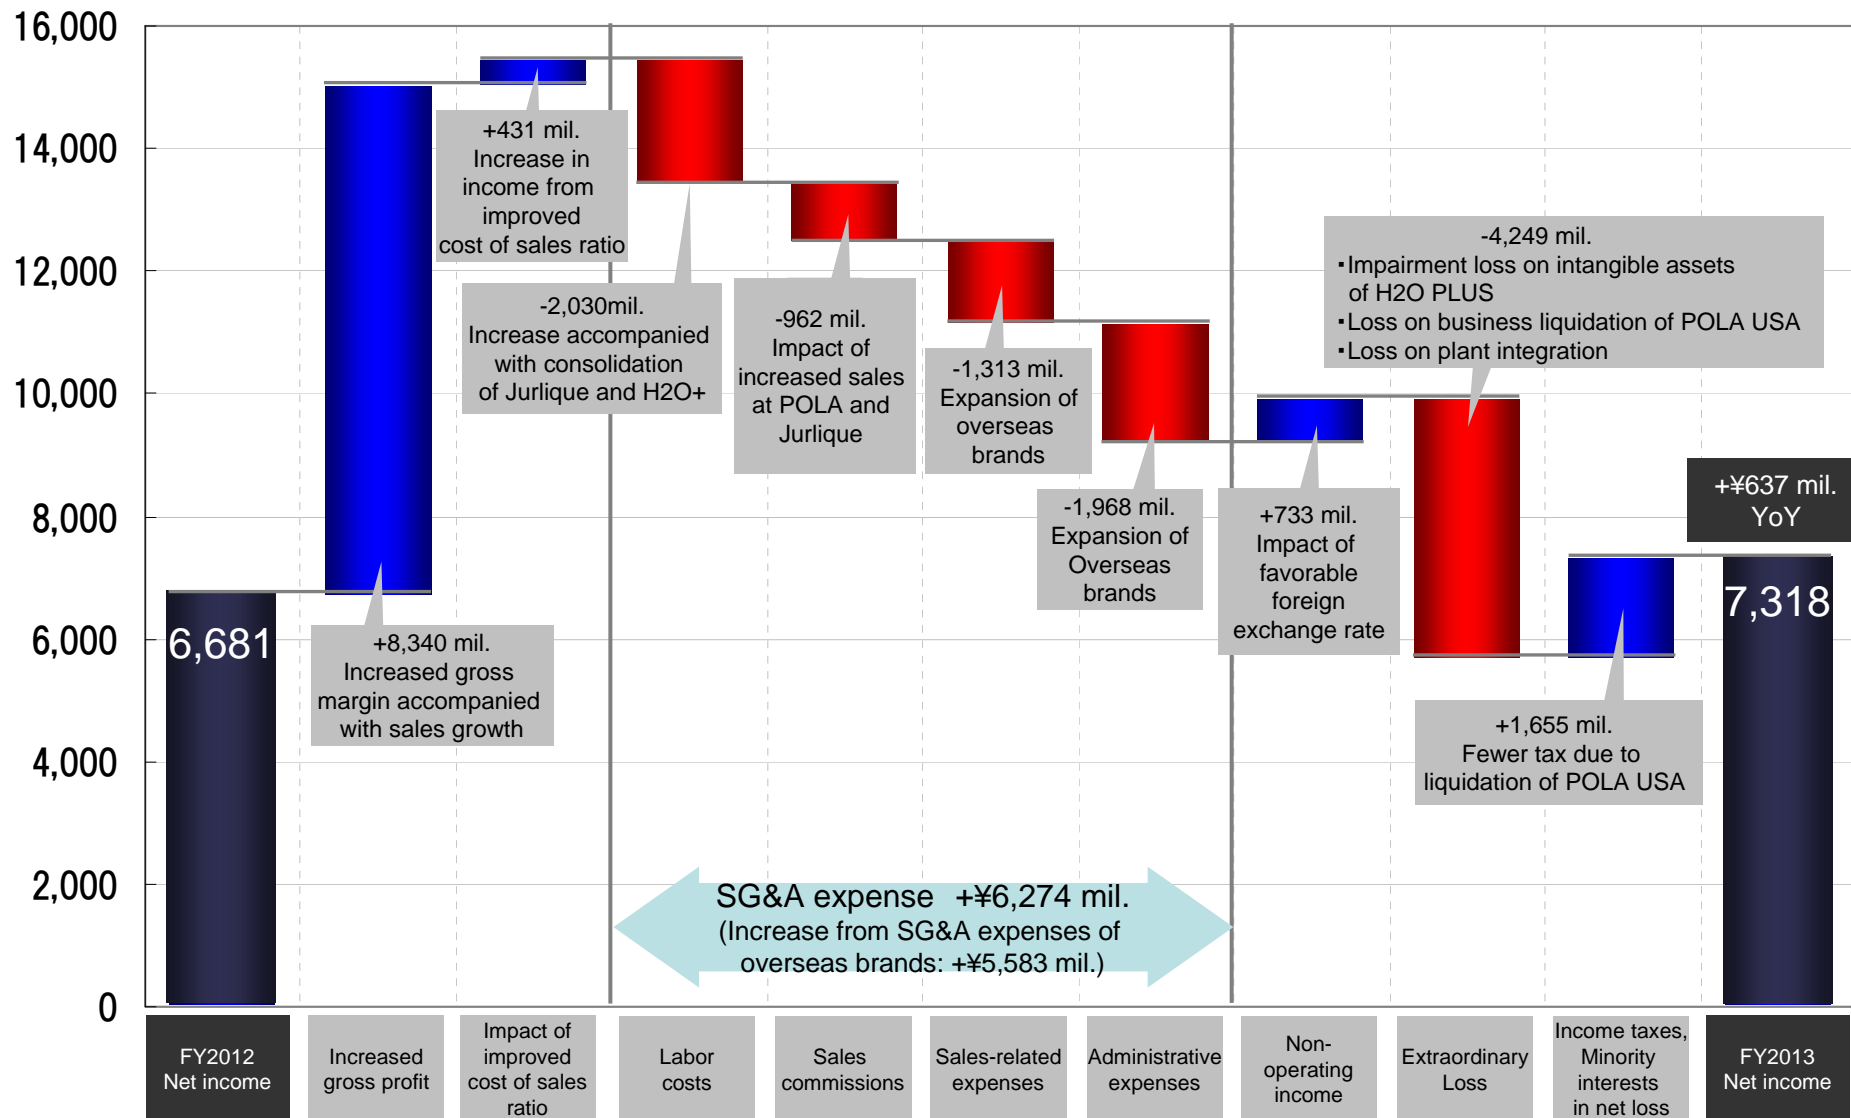 16,000
14,000
12,000
10,000
8,000
6,000
4,000
2,000
0
+431 mil.
Increase in
income from
improved
cost of sales ratio
-2,030mil.
Increase accompanied
with consolidation
of Jurlique and H2O+
-962 mil.
Impact of
increased sales
at POLA and
Jurlique
-1,313 mil.
Expansion of
overseas
brands
-1,968 mil.
Expansion of
Overseas
brands
+733 mil.
Impact of
favorable
foreign
exchange rate
-4,249 mil.
・Impairment loss on intangible assets
of H2O PLUS
・Loss on business liquidation of POLA USA
・Loss on plant integration
+¥637 mil.
YoY
6,681
+8,340 mil.
Increased gross
margin accompanied
with sales growth
7,318
+1,655 mil.
Fewer tax due to
liquidation of POLA USA
SG&A expense +¥6,274 mil.
(Increase from SG&A expenses of
overseas brands: +¥5,583 mil.)
FY2012
Net income
Increased
gross profit
Impact of
improved
cost of sales
ratio
Labor
costs
Sales
commissions
Sales-related
expenses
Administrative
expenses
Non-
operating
income
Extraordinary
Loss
Income taxes,
Minority
interests
in net loss
FY2013
Net income